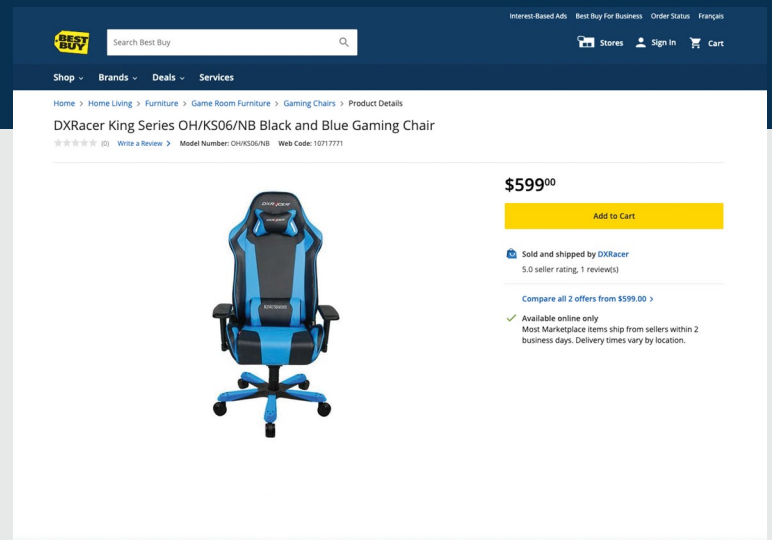 Interest-Based Ads Best Buy For Business Order Status Français
BEST BUY
Search Best Buy
Stores Sign In Cart
Shop Brands Deals Services
Home > Home Living > Furniture > Game Room Furniture > Gaming Chairs > Product Details
DXRacer King Series OH/KS06/NB Black and Blue Gaming Chair
(0) Write a Review > Model Number: OH/KS06/NB Web Code: 10717771
$59900
Add to Cart
Sold and shipped by DXRacer
5.0 seller rating, 1 review(s)
Compare all 2 offers from $599.00 >
Available online only
Most Marketplace items ship from sellers within 2
business days. Delivery times vary by location.